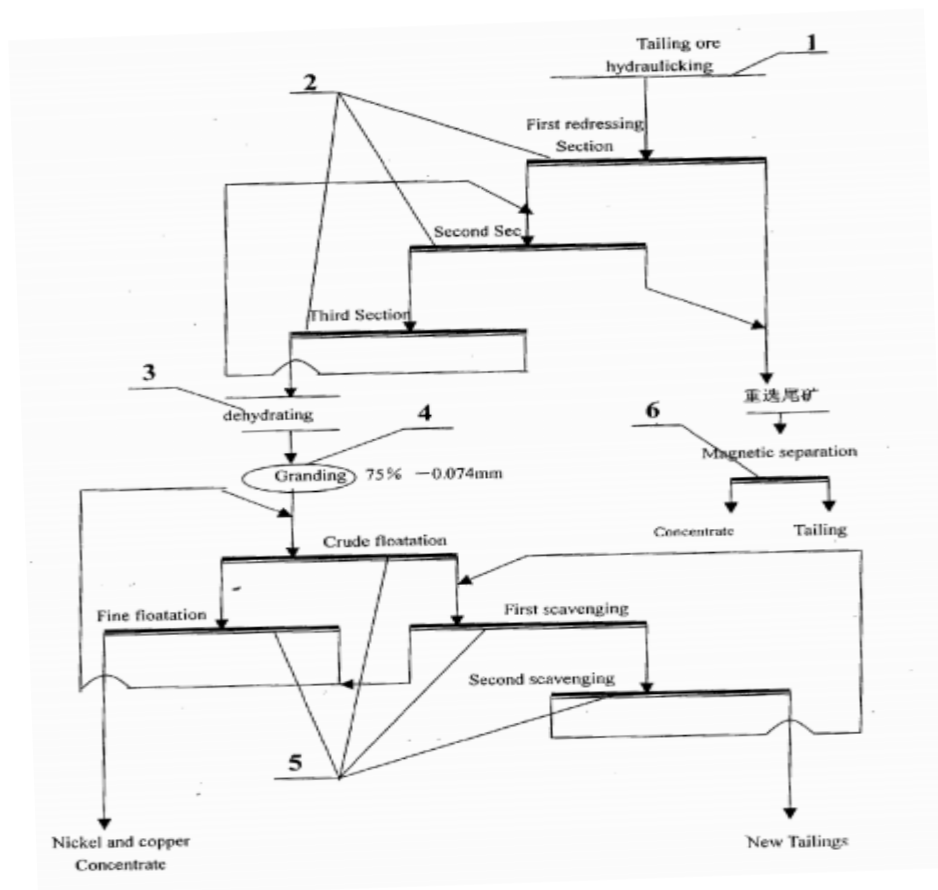 1
Tailing ore
hydraulicking
2
First redressing
Section
Second Sec
Third Section
3
dehydrating
4
重选尾矿
6
Magnetic separation
Granding 75% －0.074mm
Concentrate
Tailing
Crude floatation
Fine floatation
First scavenging
Second scavenging
5
Nickel and copper
Concentrate
New Tailings